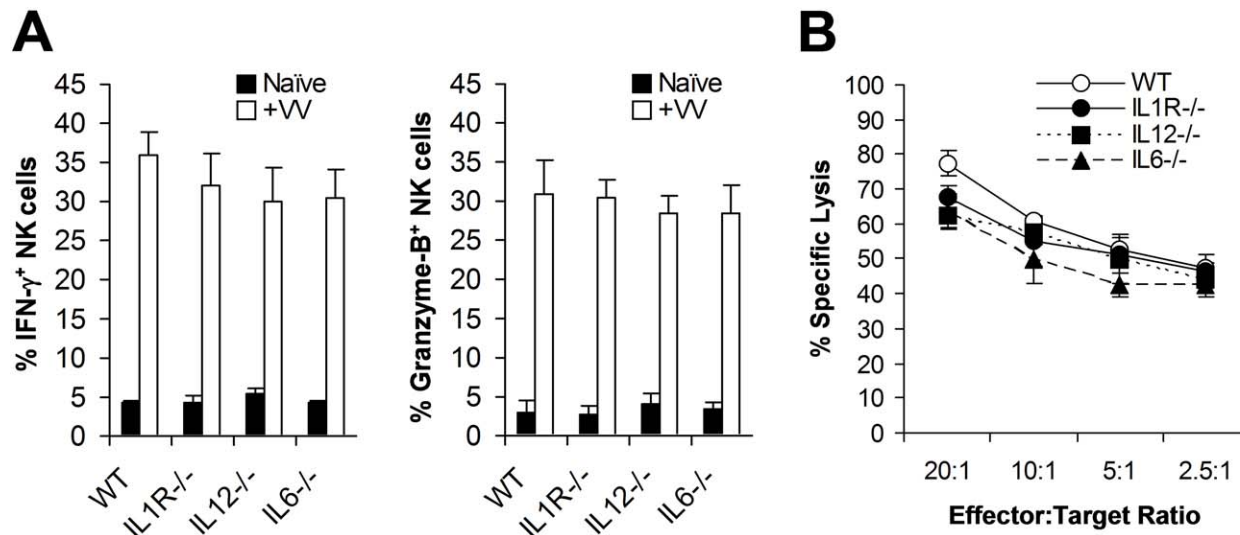 A
% IFN-γ⁺ NK cells
45
40
35
30
25
20
15
10
5
0
Naïve
+VV
WT
IL1R-/-
IL12-/-
IL6-/-
% Granzyme-B⁺ NK cells
45
40
35
30
25
20
15
10
5
0
Naïve
+VV
WT
IL1R-/-
IL12-/-
IL6-/-
B
% Specific Lysis
100
90
80
70
60
50
40
30
20
10
0
WT
IL1R-/-
IL12-/-
IL6-/-
20:1 10:1 5:1 2.5:1
Effector:Target Ratio